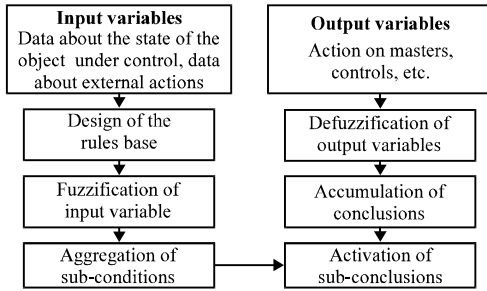 Input variables
Data about the state of the
object under control, data
about external actions
Design of the
rules base
Fuzzification of
input variable
Aggregation of
sub-conditions
Output variables
Action on masters,
controls, etc.
Defuzzification of
output variables
Accumulation of
conclusions
Activation of
sub-conclusions